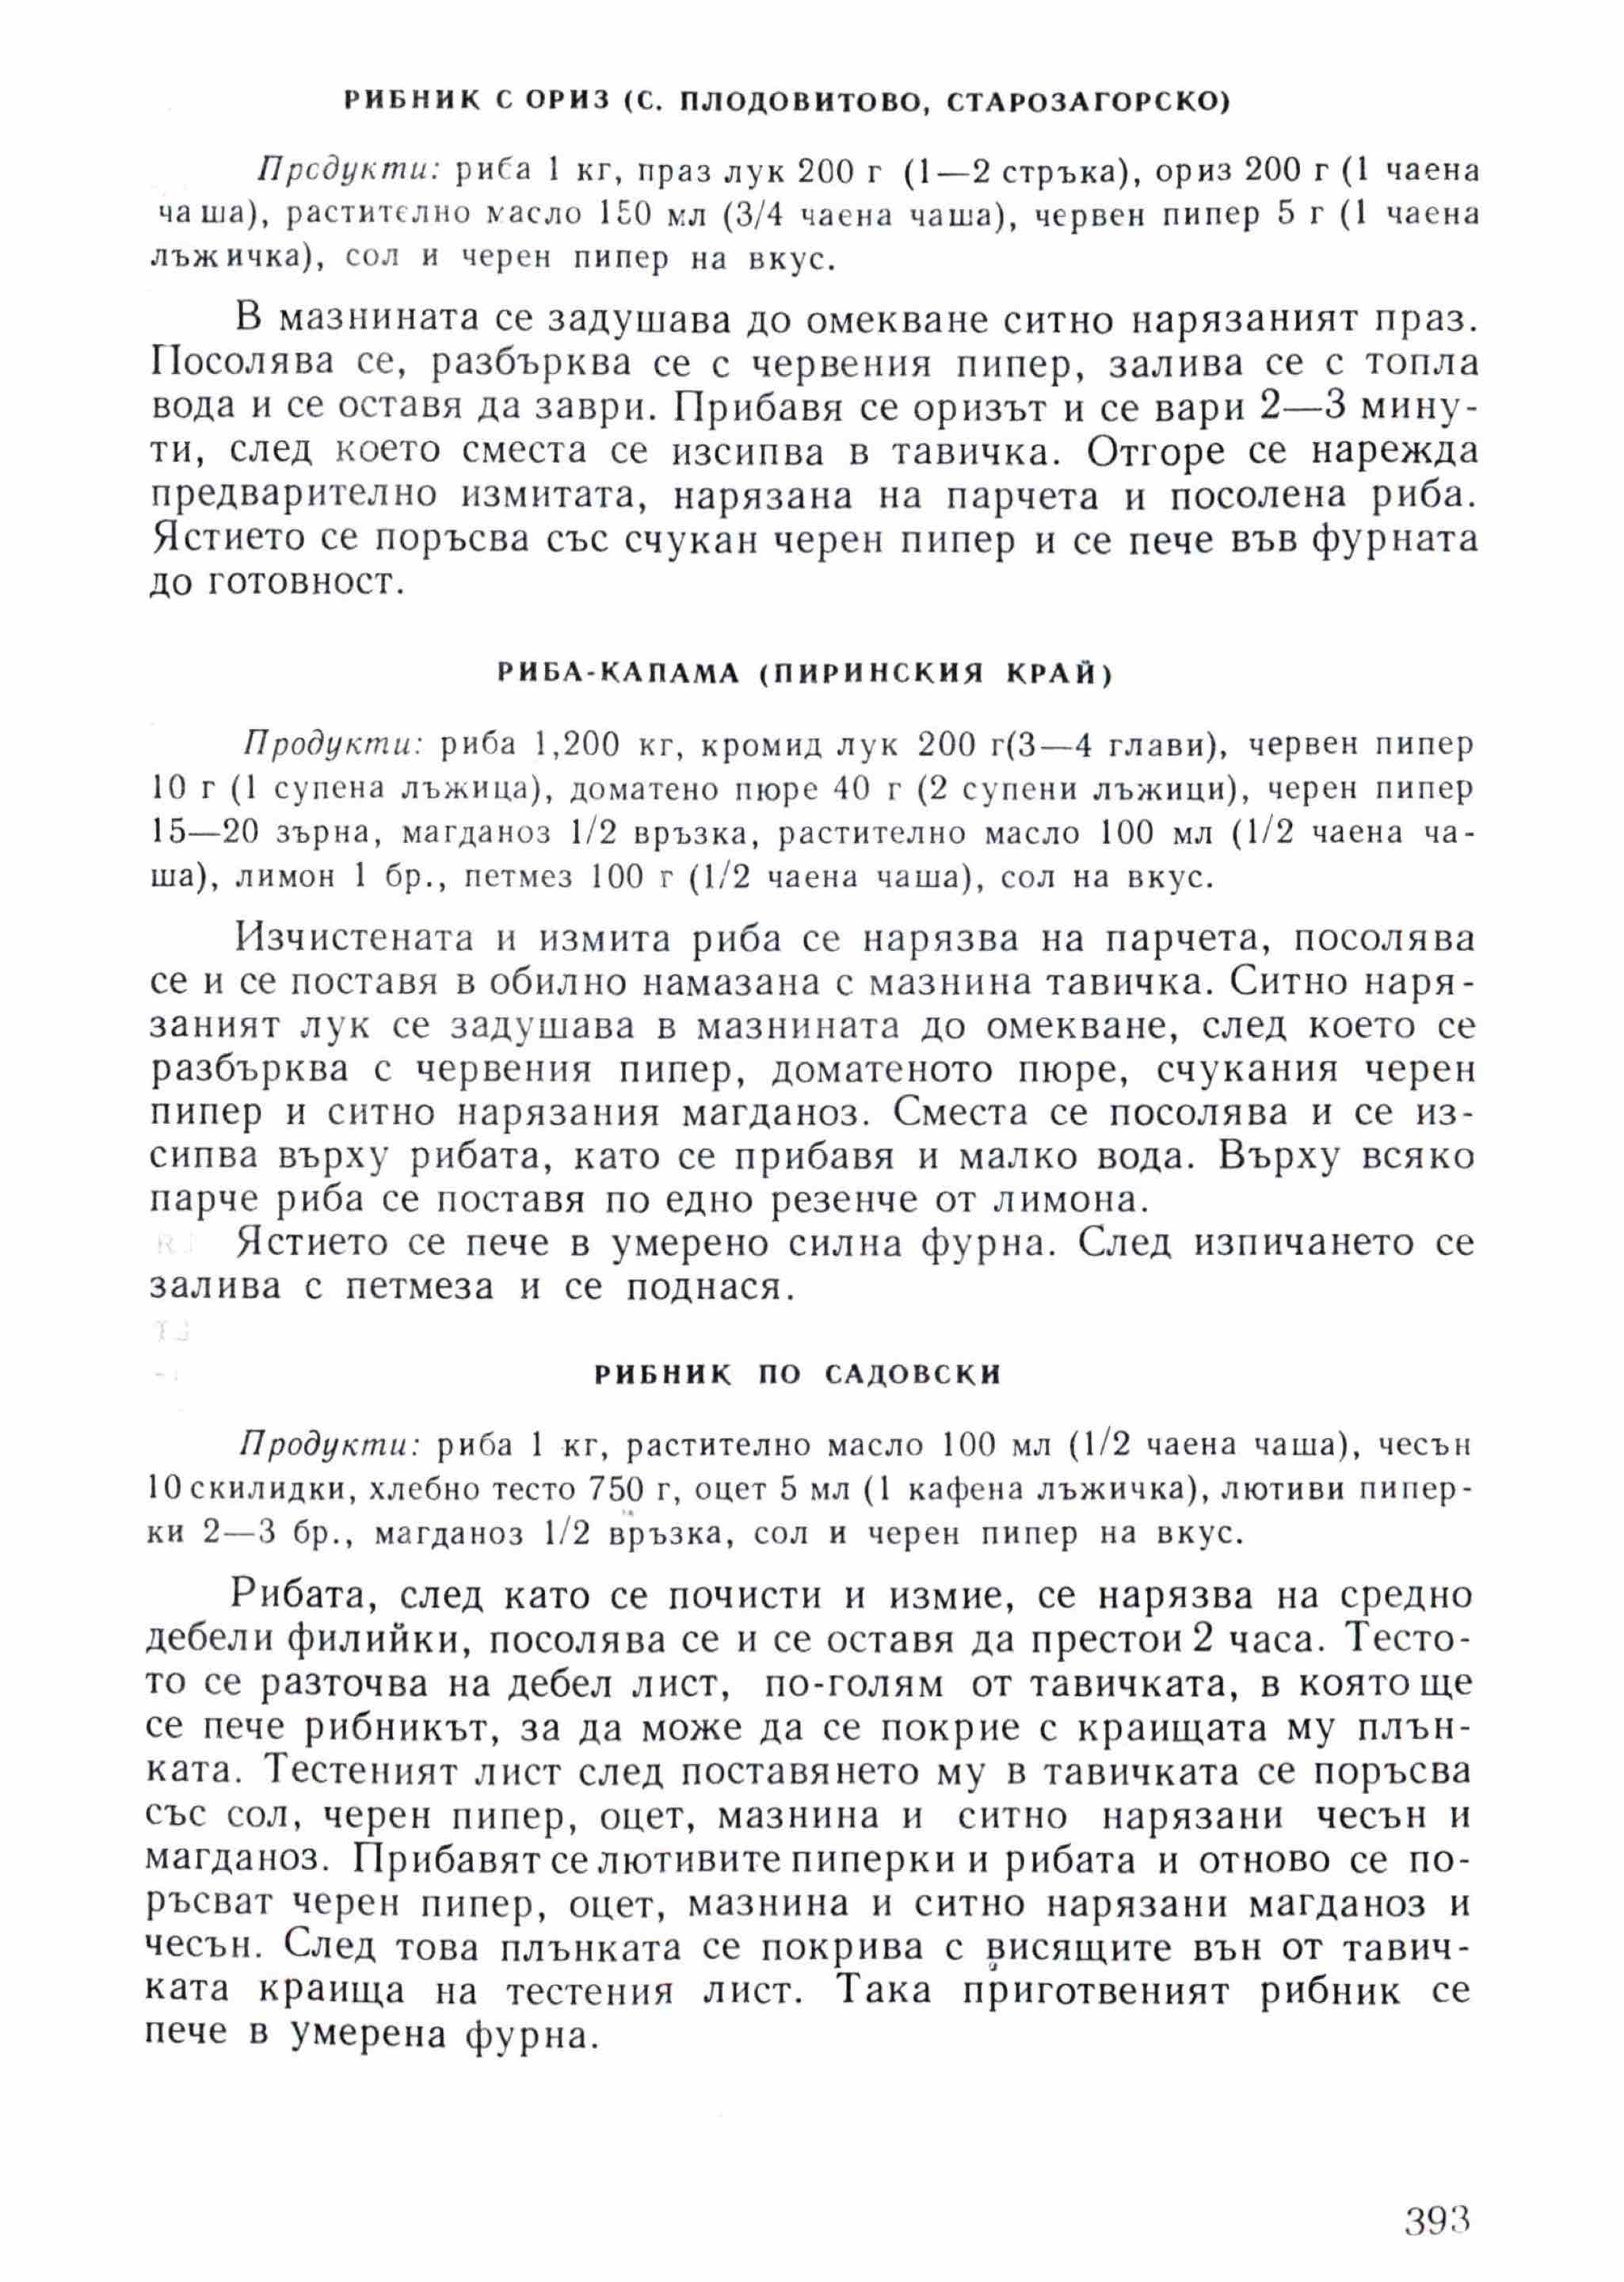 РИБНИК С ОРИЗ (С. ПЛОДОВИТОВО, СТАРОЗАГОРСКО)
Продукти: риба 1 кг, праз лук 200 г (1—2 стръка), ориз 200 г (1 чаена
чаша), растително масло 150 мл (3/4 чаена чаша), червен пипер 5 г (1 чаена
лъжичка), сол и черен пипер на вкус.
В мазнината се задушава до омекване ситно нарязаният праз.
Посолява се, разбърква се с червения пипер, залива се с топла
вода и се оставя да заври. Прибавя се оризът и се вари 2—3 мину-
ти, след което сместа се изсипва в тавичка. Отгоре се нарежда
предварително измитата, нарязана на парчета и посолена риба.
Ястието се поръсва със счукан черен пипер и се пече във фурната
до готовност.
РИБА-КАПАМА (ПИРИНСКИЯ КРАЙ)
Продукти: риба 1,200 кг, кромид лук 200 г(3—4 глави), червен пипер
10 г (1 супена лъжица), доматено пюре 40 г (2 супени лъжици), черен пипер
15—20 зърна, магданоз 1/2 връзка, растително масло 100 мл (1/2 чаена ча-
ша), лимон 1 бр., петмез 100 г (1/2 чаена чаша), сол на вкус.
Изчистената и измита риба се нарязва на парчета, посолява
се и се поставя в обилно намазана с мазнина тавичка. Ситно наря-
заният лук се задушава в мазнината до омекване, след което се
разбърква с червения пипер, доматеното пюре, счукания черен
пипер и ситно нарязания магданоз. Сместа се посолява и се из-
сипва върху рибата, като се прибавя и малко вода. Върху всяко
парче риба се поставя по едно резенче от лимона.
Ястието се пече в умерено силна фурна. След изпичането се
залива с петмеза и се поднася.
РИБНИК ПО САДОВСКИ
Продукти: риба 1 кг, растително масло 100 мл (1/2 чаена чаша), чесън
10 скилидки, хлебно тесто 750 г, оцет 5 мл (1 кафена лъжичка), лютиви пипер-
ки 2—3 бр., магданоз 1/2 връзка, сол и черен пипер на вкус.
Рибата, след като се почисти и измие, се нарязва на средно
дебели филийки, посолява се и се оставя да престои 2 часа. Тесто-
то се разточва на дебел лист, по-голям от тавичката, в която ще
се пече рибникът, за да може да се покрие с краищата му плън-
ката. Тестеният лист след поставянето му в тавичката се поръсва
със сол, черен пипер, оцет, мазнина и ситно нарязани чесън и
магданоз. Прибавят се лютивите пиперки и рибата и отново се по-
ръсват черен пипер, оцет, мазнина и ситно нарязани магданоз и
чесън. След това плънката се покрива с висящите вън от тавич-
ката краища на тестения лист. Така приготвеният рибник се
пече в умерена фурна.
393